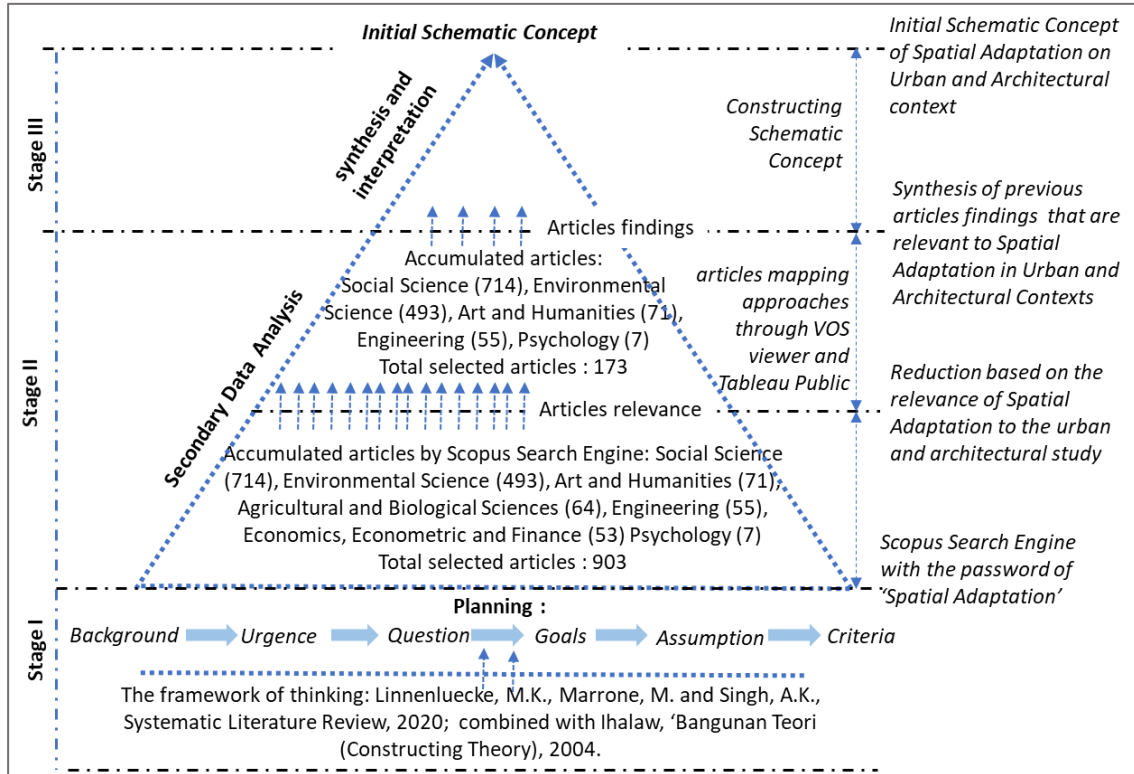 Initial Schematic Concept
Initial Schematic Concept
of Spatial Adaptation on
Urban and Architectural
context
Stage III
synthesis and
interpretation
Constructing
Schematic
Concept
Articles findings
Synthesis of previous
articles findings that are
relevant to Spatial
Adaptation in Urban and
Architectural Contexts
Stage II
Secondary Data Analysis
Accumulated articles:
Social Science (714), Environmental
Science (493), Art and Humanities (71),
Engineering (55), Psychology (7)
Total selected articles : 173
articles mapping
approaches
through VOS
viewer and
Tableau Public
Articles relevance
Reduction based on the
relevance of Spatial
Adaptation to the urban
and architectural study
Accumulated articles by Scopus Search Engine: Social Science
(714), Environmental Science (493), Art and Humanities (71),
Agricultural and Biological Sciences (64), Engineering (55),
Economics, Econometric and Finance (53) Psychology (7)
Total selected articles : 903
Scopus Search Engine
with the password of
‘Spatial Adaptation’
Stage I
Planning :
Background Urgence Question Goals Assumption Criteria
The framework of thinking: Linnenluecke, M.K., Marrone, M. and Singh, A.K.,
Systematic Literature Review, 2020; combined with Ihalaw, ‘Bangunan Teori
(Constructing Theory), 2004.